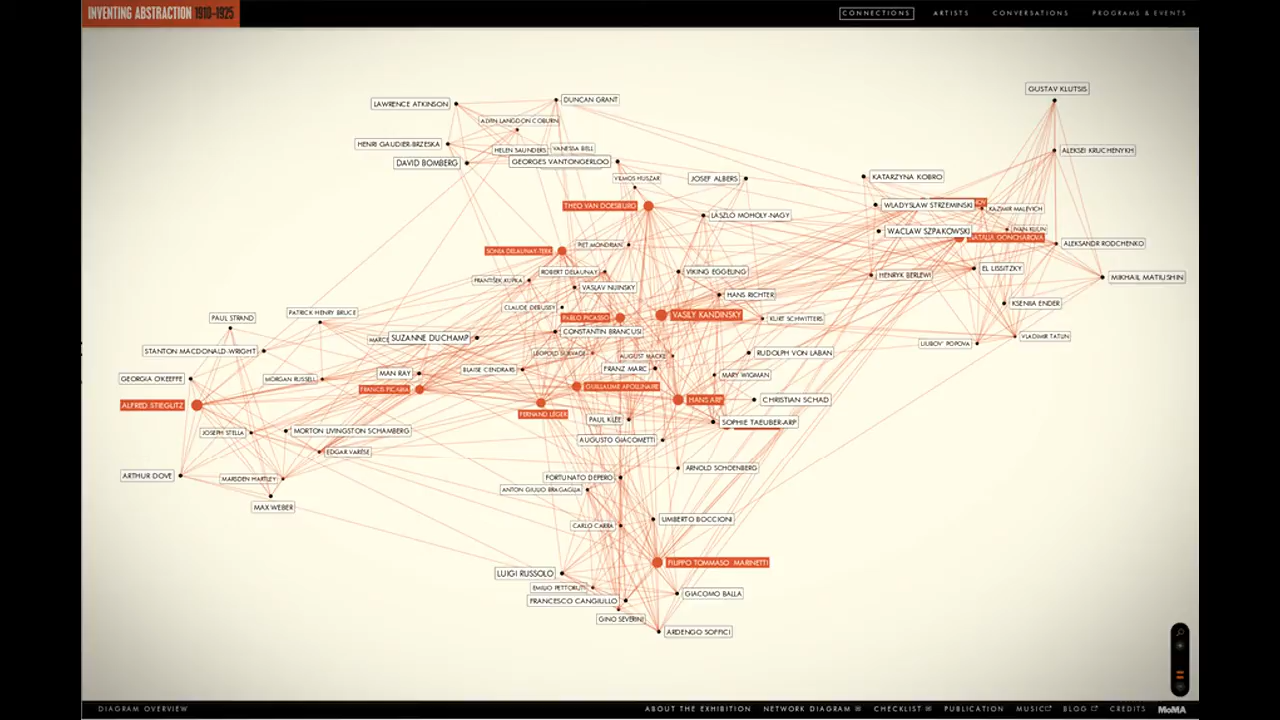 INVENTING ABSTRACTION 1910-1925
CONNECTIONS
ARTISTS
CONVERSATIONS
PROGRAMS & EVENTS
GUSTAV KLUTSIS
LAWRENCE ATKINSON
DUNCAN GRANT
ALVIN LANGDON COBURN
HENRI GAUDIER-BRZESKA
HELEN SAUNDERS
VANESSA BELL
ALEKSEI KRUCHENYKH
DAVID BOMBERG
GEORGES VANTONGERLOO
VILMOS HUSZAR
JOSEF ALBERS
KATARZYNA KOBRO
THEO VAN DOESBURG
WLADYSLAW STRZEMINSKI
KAZIMIR MALEVICH
LÁSZLÓ MOHOLY-NAGY
WACLAW SZPAKOWSKI
IVAN KLIUN
NATALIA GONCHAROVA
SONIA DELAUNAY-TERK
PIET MONDRIAN
ALEKSANDR RODCHENKO
FRANTIŠEK KUPKA
ROBERT DELAUNAY
VIKING EGGELING
HENRYK BERLEWI
EL LISSITZKY
MIKHAIL MATIUSHIN
VASLAV NIJINSKY
HANS RICHTER
KSENIIA ENDER
CLAUDE DEBUSSY
PAUL STRAND
PATRICK HENRY BRUCE
PABLO PICASSO
VASILY KANDINSKY
KURT SCHWITTERS
MARCE
SUZANNE DUCHAMP
CONSTANTIN BRANCUSI
LIUBOV' POPOVA
VLADIMIR TATLIN
STANTON MACDONALD-WRIGHT
LÉOPOLD SURVAGE
AUGUST MACKE
RUDOLPH VON LABAN
GEORGIA O'KEEFFE
MORGAN RUSSELL
MAN RAY
BLAISE CENDRARS
FRANZ MARC
MARY WIGMAN
FRANCIS PICABIA
GUILLAUME APOLLINAIRE
ALFRED STIEGLITZ
FERNAND LÉGER
HANS ARP
CHRISTIAN SCHAD
JOSEPH STELLA
MORTON LIVINGSTON SCHAMBERG
PAUL KLEE
SOPHIE TAEUBER-ARP
EDGAR VARÈSE
AUGUSTO GIACOMETTI
ARTHUR DOVE
MARSDEN HARTLEY
FORTUNATO DEPERO
ARNOLD SCHOENBERG
ANTON GIULIO BRAGAGLIA
MAX WEBER
CARLO CARRÀ
UMBERTO BOCCIONI
FILIPPO TOMMASO MARINETTI
LUIGI RUSSOLO
EMILIO PETTORUTI
FRANCESCO CANGIULLO
GIACOMO BALLA
GINO SEVERINI
ARDENGO SOFFICI
DIAGRAM OVERVIEW
ABOUT THE EXHIBITION
NETWORK DIAGRAM
CHECKLIST
PUBLICATION
MUSIC
BLOG
CREDITS
MoMA